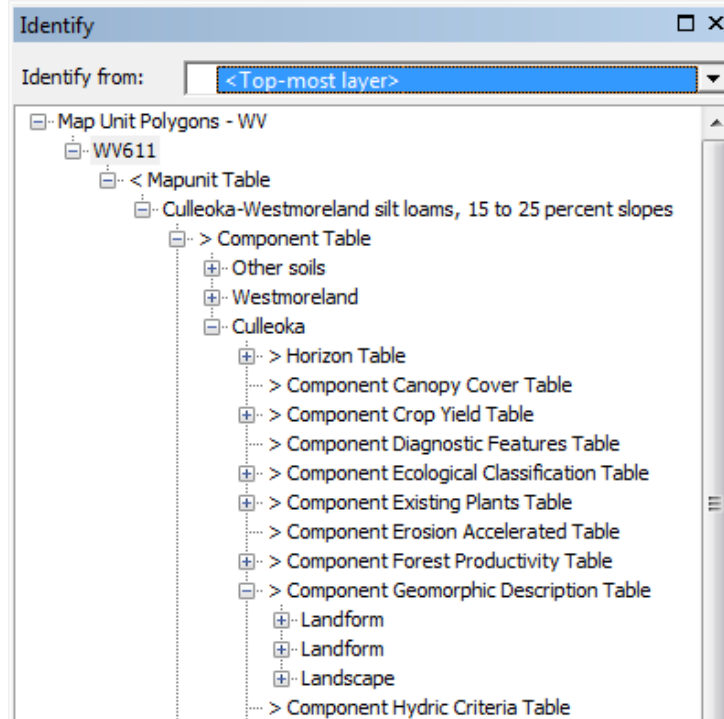 Identify
Identify from: <Top-most layer>
Map Unit Polygons - WV
WV611
< Mapunit Table
Culleoka-Westmoreland silt loams, 15 to 25 percent slopes
> Component Table
Other soils
Westmoreland
Culleoka
> Horizon Table
> Component Canopy Cover Table
> Component Crop Yield Table
> Component Diagnostic Features Table
> Component Ecological Classification Table
> Component Existing Plants Table
> Component Erosion Accelerated Table
> Component Forest Productivity Table
> Component Geomorphic Description Table
Landform
Landform
Landscape
> Component Hydric Criteria Table